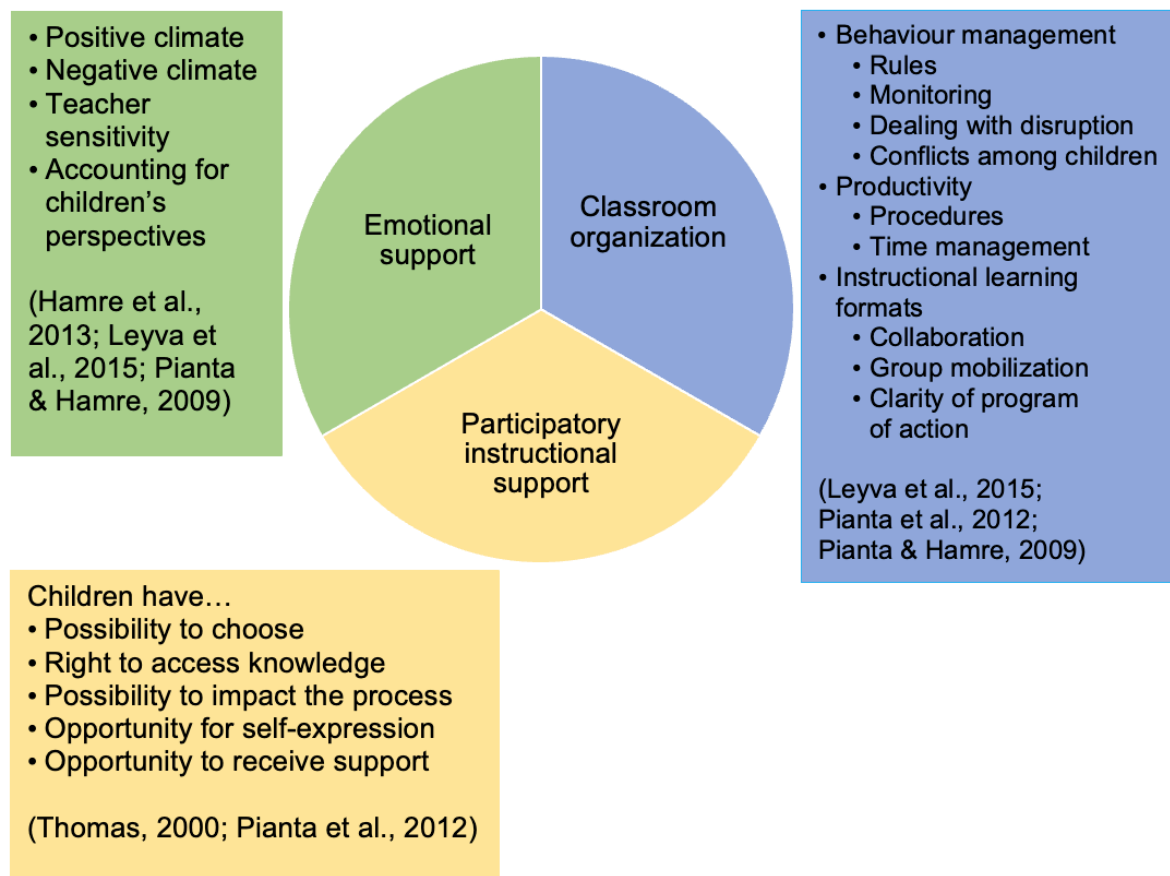 • Positive climate
• Negative climate
• Teacher
sensitivity
• Accounting for
children's
perspectives
(Hamre et al.,
2013; Leyva et
al., 2015; Pianta
& Hamre, 2009)
Emotional
support
Classroom
organization
Participatory
instructional
support
• Behaviour management
• Rules
• Monitoring
• Dealing with disruption
• Conflicts among children
• Productivity
• Procedures
• Time management
• Instructional learning
formats
• Collaboration
• Group mobilization
• Clarity of program
of action
(Leyva et al., 2015;
Pianta et al., 2012;
Pianta & Hamre, 2009)
Children have…
• Possibility to choose
• Right to access knowledge
• Possibility to impact the process
• Opportunity for self-expression
• Opportunity to receive support
(Thomas, 2000; Pianta et al., 2012)